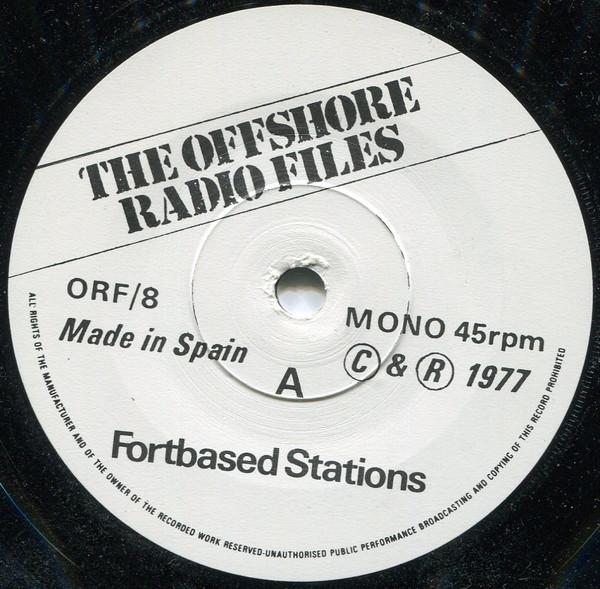 THE OFFSHORE
RADIO FILES
ORF/8
Made in Spain
A
MONO 45rpm
Ⓒ & Ⓡ 1977
Fortbased Stations
ALL RIGHTS OF THE MANUFACTURER AND OF THE OWNER OF THE RECORDED WORK RESERVED-UNAUTHORISED PUBLIC PERFORMANCE BROADCASTING AND COPYING OF THIS RECORD PROHIBITED